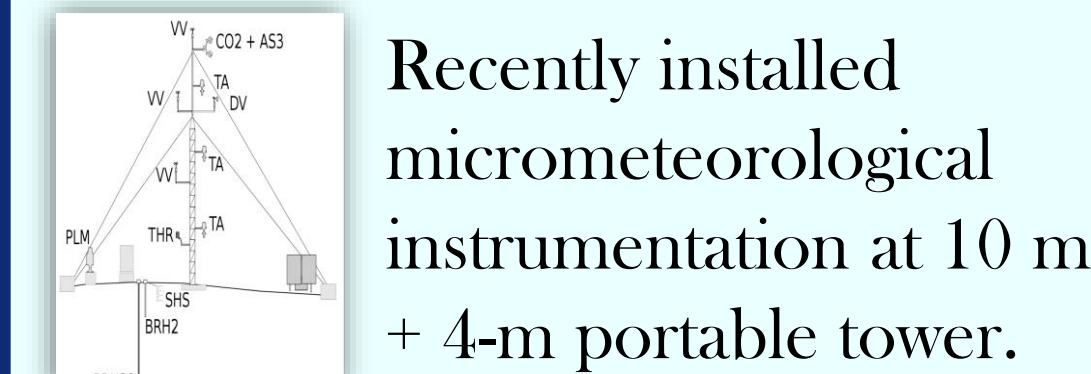 VV
CO2 + AS3
TA
VV
DV
TA
VV
PLM
THR
TA
SHS
BRH2
Recently installed
micrometeorological
instrumentation at 10 m
+ 4-m portable tower.